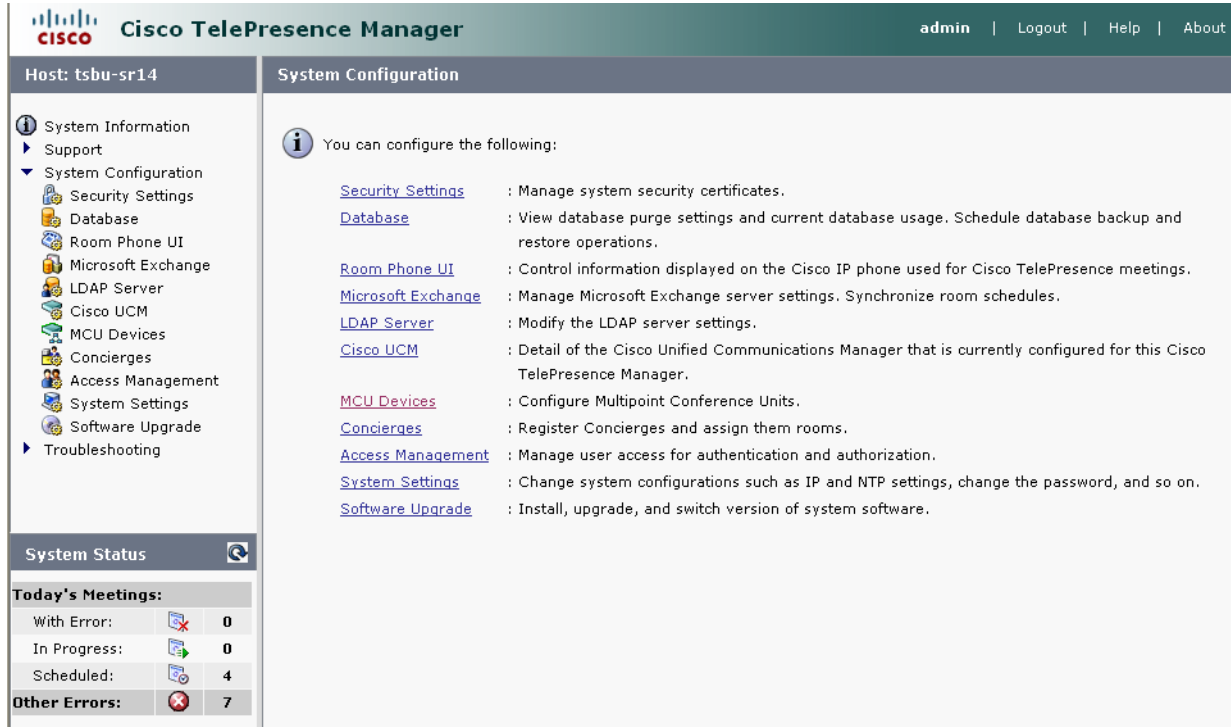 CISCO
Cisco TelePresence Manager
admin | Logout | Help | About
Host: tsbu-sr14
System Configuration
System Information
Support
System Configuration
Security Settings
Database
Room Phone UI
Microsoft Exchange
LDAP Server
Cisco UCM
MCU Devices
Concierges
Access Management
System Settings
Software Upgrade
Troubleshooting
You can configure the following:
Security Settings : Manage system security certificates.
Database : View database purge settings and current database usage. Schedule database backup and
restore operations.
Room Phone UI : Control information displayed on the Cisco IP phone used for Cisco TelePresence meetings.
Microsoft Exchange : Manage Microsoft Exchange server settings. Synchronize room schedules.
LDAP Server : Modify the LDAP server settings.
Cisco UCM : Detail of the Cisco Unified Communications Manager that is currently configured for this Cisco
TelePresence Manager.
MCU Devices : Configure Multipoint Conference Units.
Concierges : Register Concierges and assign them rooms.
Access Management : Manage user access for authentication and authorization.
System Settings : Change system configurations such as IP and NTP settings, change the password, and so on.
Software Upgrade : Install, upgrade, and switch version of system software.
System Status
Today's Meetings:
With Error: 0
In Progress: 0
Scheduled: 4
Other Errors: 7